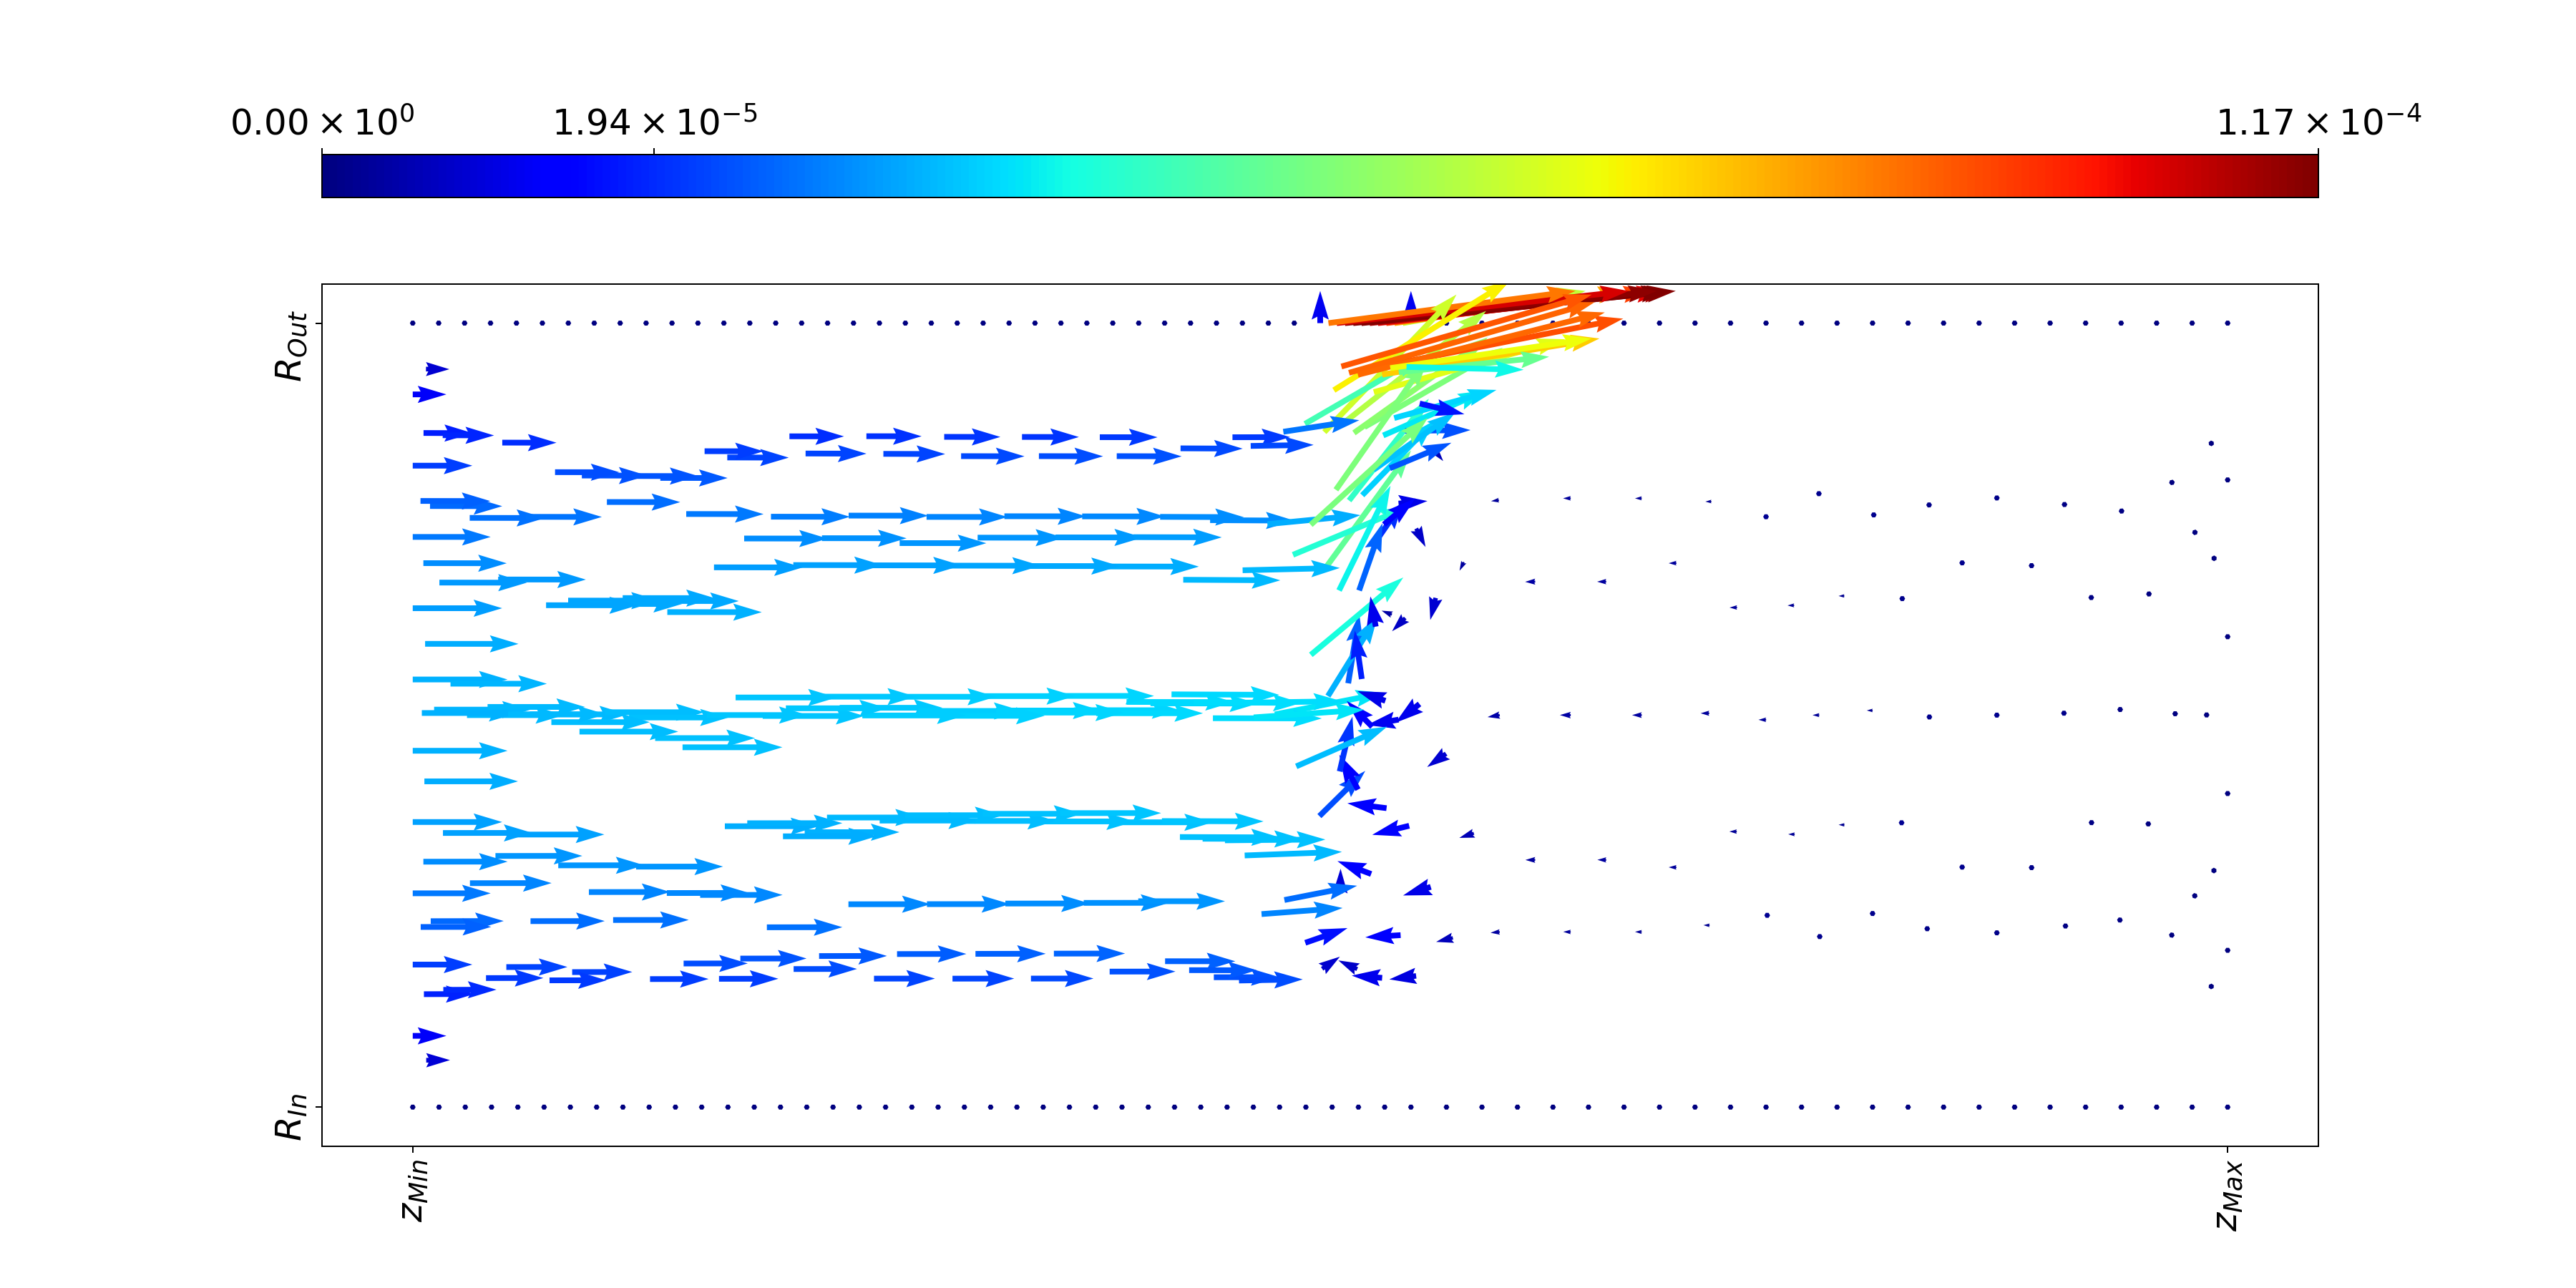 0.00 × 10⁰ 1.94 × 10⁻⁵ 1.17 × 10⁻⁴
R_Out
R_In
z_Min z_Max